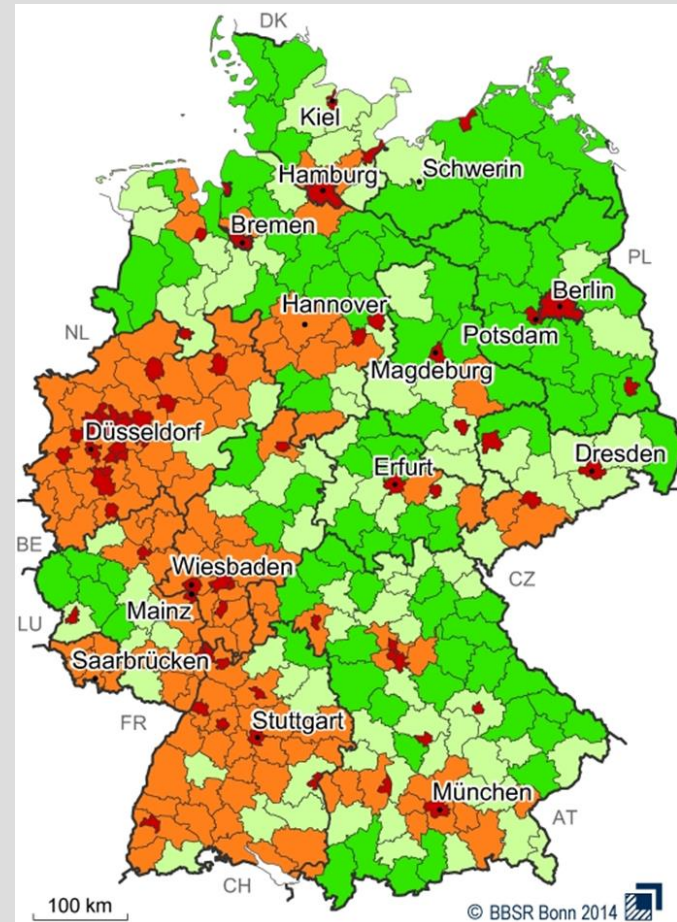 DK
Kiel
Hamburg
Schwerin
Bremen
PL
Berlin
Hannover
Potsdam
NL
Magdeburg
Düsseldorf
Dresden
Erfurt
BE
Wiesbaden
CZ
Mainz
LU
Saarbrücken
FR
Stuttgart
München
AT
CH
100 km
© BBSR Bonn 2014